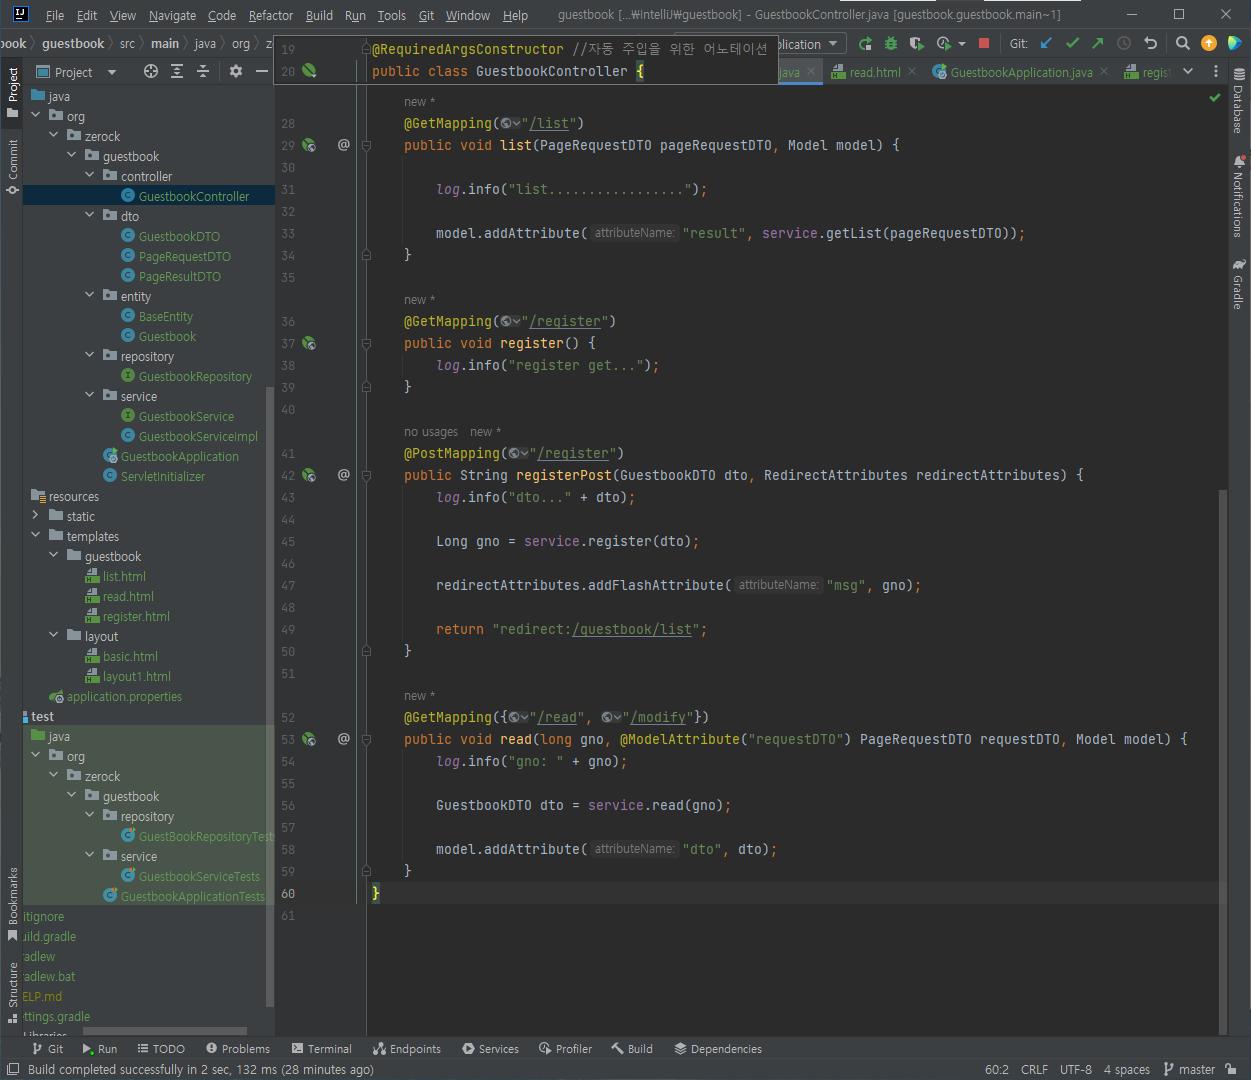 File Edit View Navigate Code Refactor Build Run Tools Git Window Help guestbook [...₩IntelliJ₩guestbook] - GuestbookController.java [guestbook.guestbook.main~1]
book guestbook src main java org
Git:
Project
java read.html GuestbookApplication.java regist
java
org
zerock
guestbook
controller
GuestbookController
dto
GuestbookDTO
PageRequestDTO
PageResultDTO
entity
BaseEntity
Guestbook
repository
GuestbookRepository
service
GuestbookService
GuestbookServiceImpl
GuestbookApplication
ServletInitializer
resources
static
templates
guestbook
list.html
read.html
register.html
layout
basic.html
layout1.html
application.properties
test
java
org
zerock
guestbook
repository
GuestBookRepositoryTests
service
GuestbookServiceTests
GuestbookApplicationTests
itignore
uild.gradle
radlew
radlew.bat
ELP.md
ettings.gradle
Libraries
Project
Commit
Bookmarks
Structure
19 @RequiredArgsConstructor //자동 주입을 위한 어노테이션
20 public class GuestbookController {
new *
28 @GetMapping("/list")
29 public void list(PageRequestDTO pageRequestDTO, Model model) {
30
31 log.info("list.................");
32
33 model.addAttribute( attributeName: "result", service.getList(pageRequestDTO));
34 }
35
new *
36 @GetMapping("/register")
37 public void register() {
38 log.info("register get...");
39 }
40
no usages new *
41 @PostMapping("/register")
42 public String registerPost(GuestbookDTO dto, RedirectAttributes redirectAttributes) {
43 log.info("dto..." + dto);
44
45 Long gno = service.register(dto);
46
47 redirectAttributes.addFlashAttribute( attributeName: "msg", gno);
48
49 return "redirect:/guestbook/list";
50 }
51
new *
52 @GetMapping({"/read", "/modify"})
53 public void read(long gno, @ModelAttribute("requestDTO") PageRequestDTO requestDTO, Model model) {
54 log.info("gno: " + gno);
55
56 GuestbookDTO dto = service.read(gno);
57
58 model.addAttribute( attributeName: "dto", dto);
59 }
60 }
61
Database
Notifications
Gradle
Git Run TODO Problems Terminal Endpoints Services Profiler Build Dependencies
Build completed successfully in 2 sec, 132 ms (28 minutes ago) 60:2 CRLF UTF-8 4 spaces master